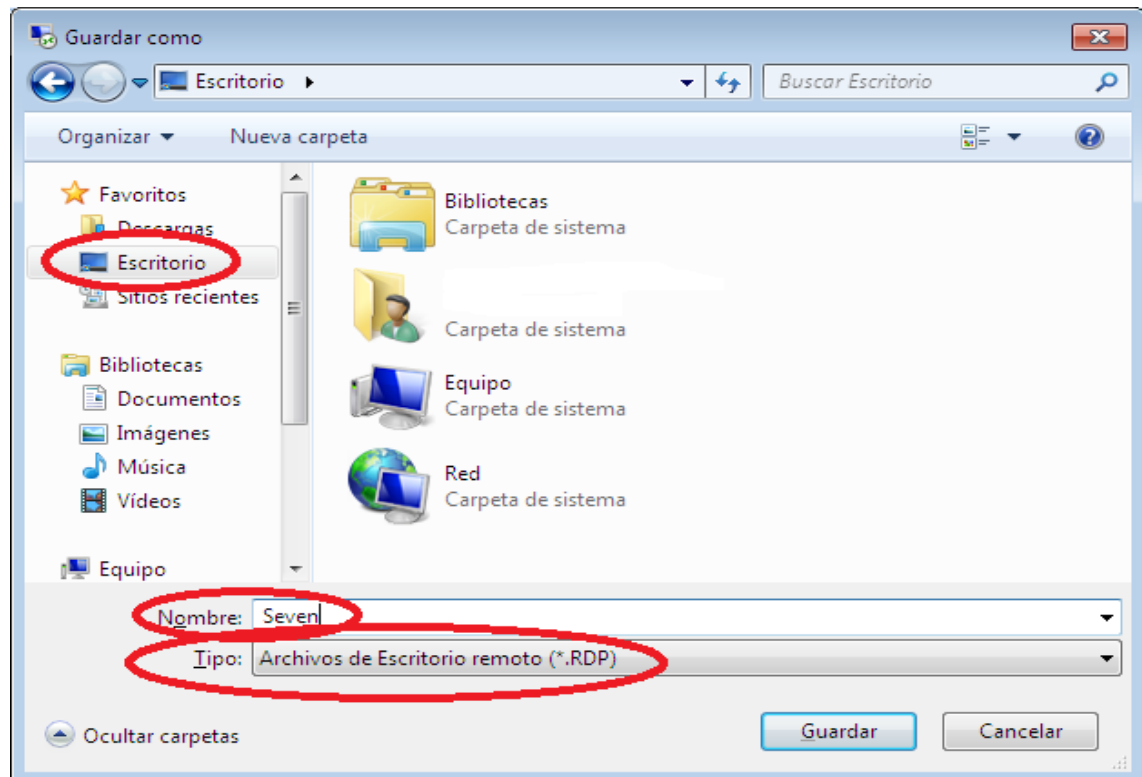 Guardar como
Escritorio
Buscar Escritorio
Organizar
Nueva carpeta
Favoritos
Descargas
Escritorio
Sitios recientes
Bibliotecas
Documentos
Imágenes
Música
Vídeos
Equipo
Bibliotecas
Carpeta de sistema
Carpeta de sistema
Equipo
Carpeta de sistema
Red
Carpeta de sistema
Nombre: Seven
Tipo: Archivos de Escritorio remoto (*.RDP)
Ocultar carpetas
Guardar
Cancelar